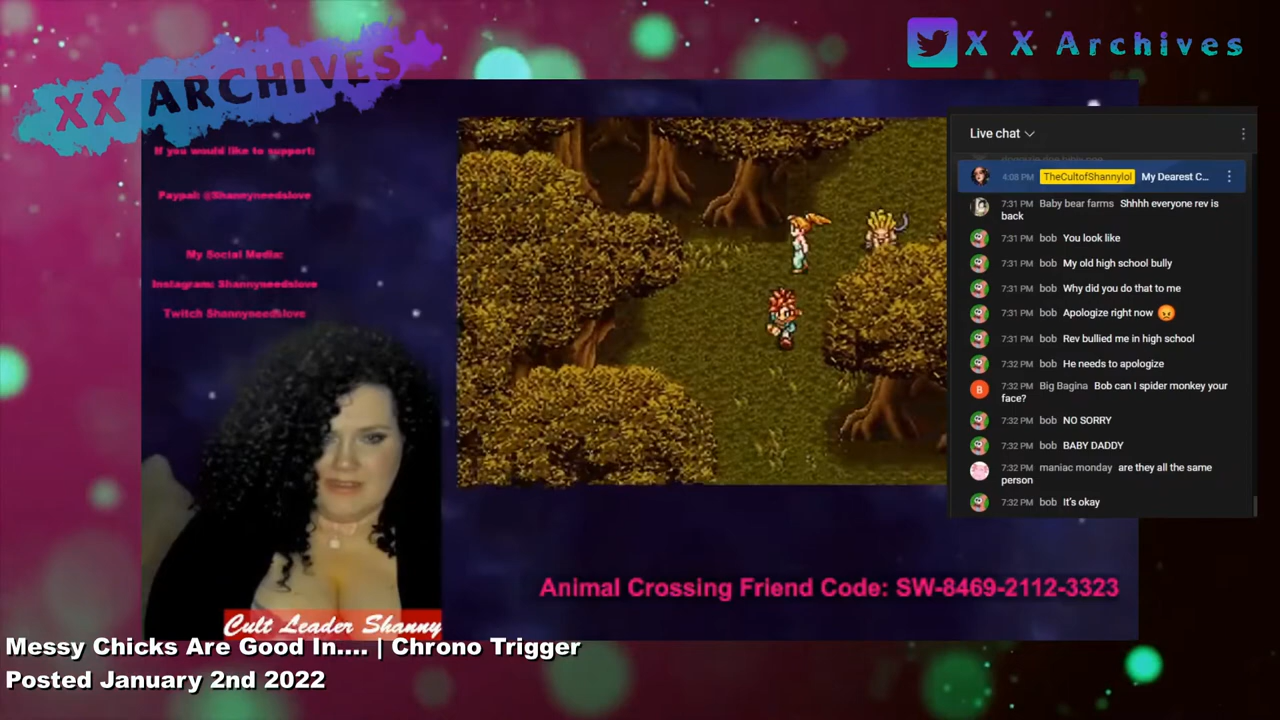 XX ARCHIVES
X X Archives
If you would like to support:
Paypal: @Shannyneedslove
My Social Media:
Instagram: Shannyneedslove
Twitch Shannyneedslove
Live chat
4:08 PM TheCultofShannylol My Dearest C...
7:31 PM Baby bear farms Shhhh everyone rev is
back
7:31 PM bob You look like
7:31 PM bob My old high school bully
7:31 PM bob Why did you do that to me
7:31 PM bob Apologize right now 😡
7:31 PM bob Rev bullied me in high school
7:32 PM bob He needs to apologize
B
7:32 PM Big Bagina Bob can I spider monkey your
face?
7:32 PM bob NO SORRY
7:32 PM bob BABY DADDY
7:32 PM maniac monday are they all the same
person
7:32 PM bob It's okay
Animal Crossing Friend Code: SW-8469-2112-3323
Cult Leader Shanny
Messy Chicks Are Good In.... | Chrono Trigger
Posted January 2nd 2022